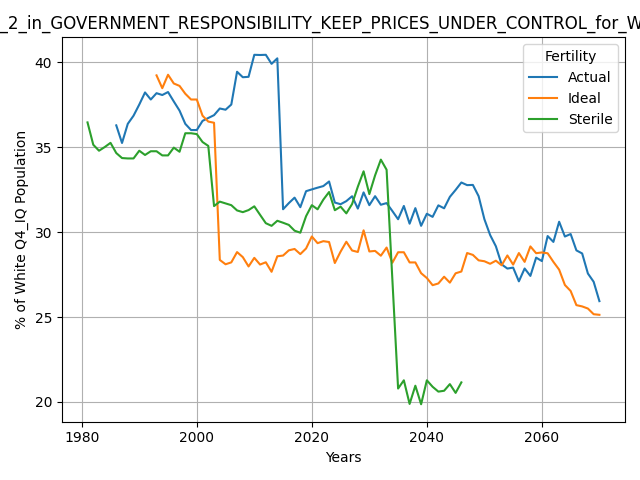 _2_in_GOVERNMENT_RESPONSIBILITY_KEEP_PRICES_UNDER_CONTROL_for_W
Fertility
Actual
Ideal
Sterile
% of White Q4_IQ Population
40
35
30
25
20
1980
2000
2020
2040
2060
Years